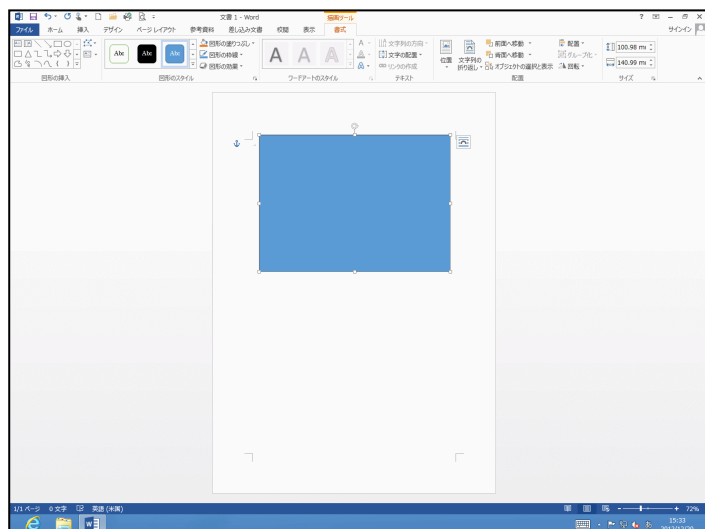 文書 1 - Word
描画ツール
ファイル ホーム 挿入 デザイン ページ レイアウト 参考資料 差し込み文書 校閲 表示 書式 サインイン
Abc Abc Abc
図形の塗りつぶし
図形の枠線
図形の効果
A A A
文字列の方向
文字の配置
リンクの作成
位置
文字列の
折り返し
前面へ移動
背面へ移動
オブジェクトの選択と表示
配置
グループ化
回転
100.98 mi
140.99 mi
図形の挿入 図形のスタイル ワードアートのスタイル テキスト 配置 サイズ
1/1 ページ 0 文字 英語 (米国) 72%
15:33